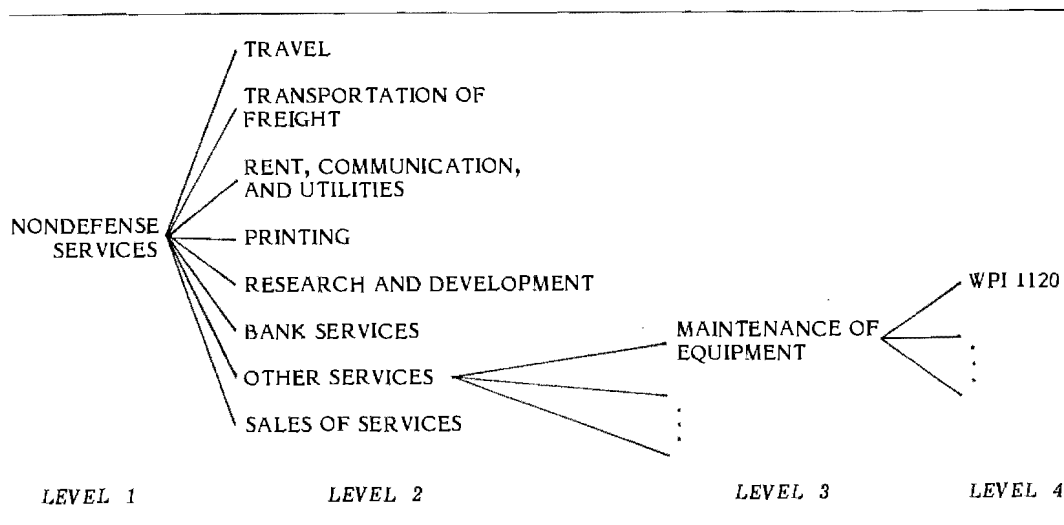 TRAVEL
TRANSPORTATION OF
FREIGHT
RENT, COMMUNICATION,
AND UTILITIES
NONDEFENSE
SERVICES
PRINTING
RESEARCH AND DEVELOPMENT
BANK SERVICES
OTHER SERVICES
SALES OF SERVICES
MAINTENANCE OF
EQUIPMENT
WPI 1120
LEVEL 1
LEVEL 2
LEVEL 3
LEVEL 4